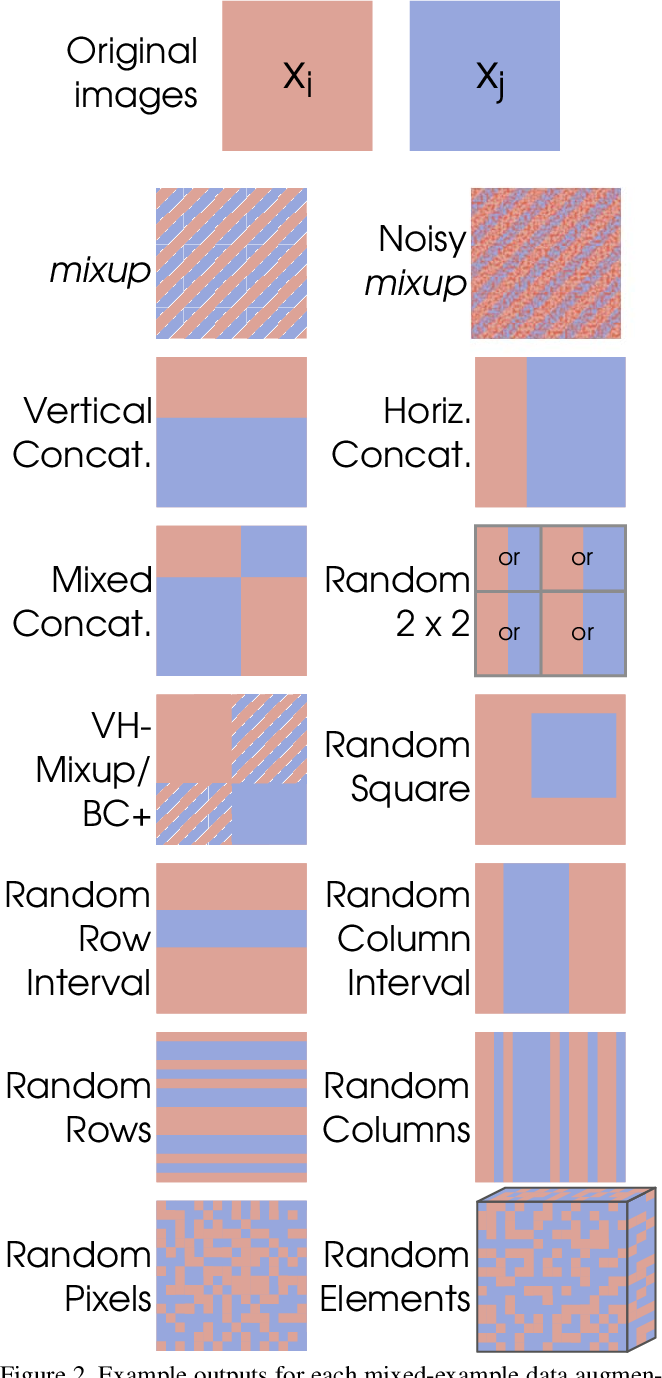 Original
images
Xi
Xj
mixup
Noisy
mixup
Vertical
Concat.
Horiz.
Concat.
Mixed
Concat.
Random
2 x 2
or
or
or
or
VH-
Mixup/
BC+
Random
Square
Random
Row
Interval
Random
Column
Interval
Random
Rows
Random
Columns
Random
Pixels
Random
Elements
Figure 2. Example outputs for each mixed-example data augmen-